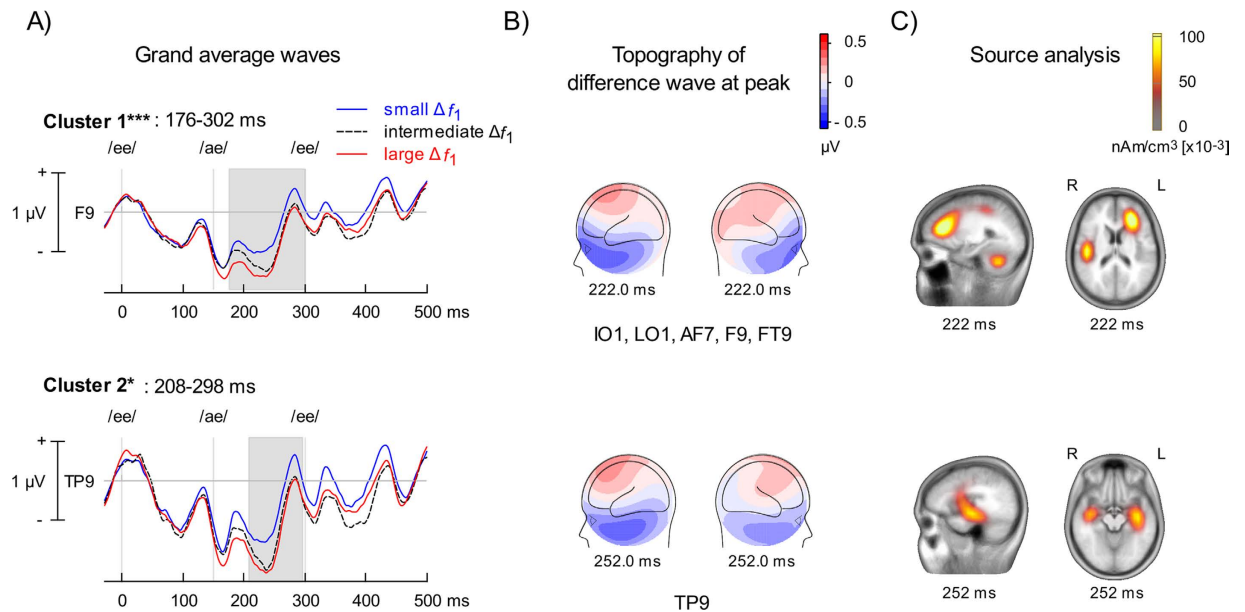 A)
Grand average waves
small Δf1
intermediate Δf1
large Δf1
Cluster 1*** : 176-302 ms
/ee/ /ae/ /ee/
+
1 µV
-
F9
0 100 200 300 400 500 ms
Cluster 2* : 208-298 ms
/ee/ /ae/ /ee/
+
1 µV
-
TP9
0 100 200 300 400 500 ms
B)
Topography of
difference wave at peak
0.5
0
- 0.5
µV
222.0 ms 222.0 ms
IO1, LO1, AF7, F9, FT9
252.0 ms 252.0 ms
TP9
C)
Source analysis
100
50
0
nAm/cm³ [x10-³]
R L
222 ms 222 ms
R L
252 ms 252 ms